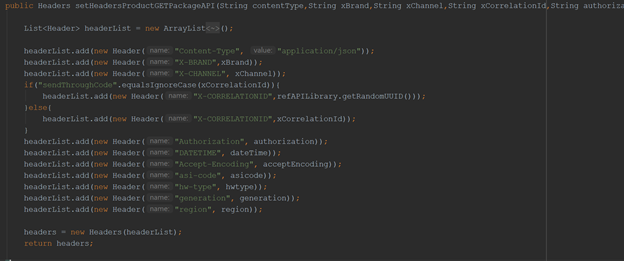 public Headers setHeadersProductGETPackageAPI(String contentType,String xBrand,String xChannel,String xCorrelationId,String authoriza
List<Header> headerList = new ArrayList<~>();
headerList.add(new Header( name: "Content-Type", value: "application/json"));
headerList.add(new Header( name: "X-BRAND",xBrand));
headerList.add(new Header( name: "X-CHANNEL", xChannel));
if("sendThroughCode".equalsIgnoreCase(xCorrelationId)){
headerList.add(new Header( name: "X-CORRELATIONID",refAPILibrary.getRandomUUID()));
}else{
headerList.add(new Header( name: "X-CORRELATIONID",xCorrelationId));
}
headerList.add(new Header( name: "Authorization", authorization));
headerList.add(new Header( name: "DATETIME", dateTime));
headerList.add(new Header( name: "Accept-Encoding", acceptEncoding));
headerList.add(new Header( name: "asi-code", asicode));
headerList.add(new Header( name: "hw-type", hwtype));
headerList.add(new Header( name: "generation", generation));
headerList.add(new Header( name: "region", region));
headers = new Headers(headerList);
return headers;